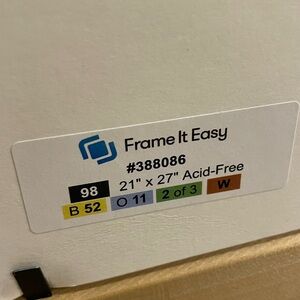 Frame It Easy
#388086
98 21" x 27" Acid-Free
B 52 O 11 2 of 3 W